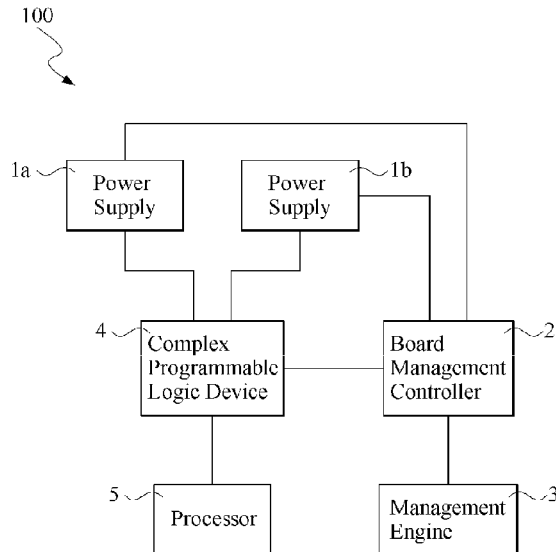 100
1a
Power
Supply
Power
Supply
1b
4
Complex
Programmable
Logic Device
Board
Management
Controller
2
5
Processor
Management
Engine
3